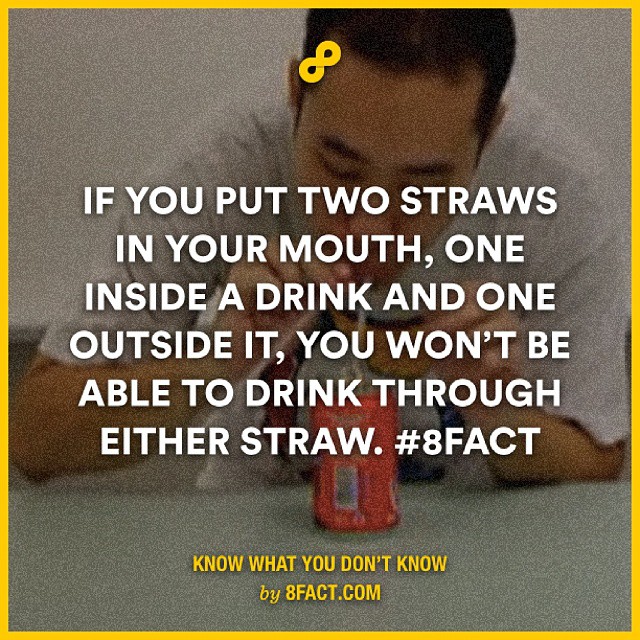 IF YOU PUT TWO STRAWS
IN YOUR MOUTH, ONE
INSIDE A DRINK AND ONE
OUTSIDE IT, YOU WON'T BE
ABLE TO DRINK THROUGH
EITHER STRAW. #8FACT
KNOW WHAT YOU DON'T KNOW
by 8FACT.COM